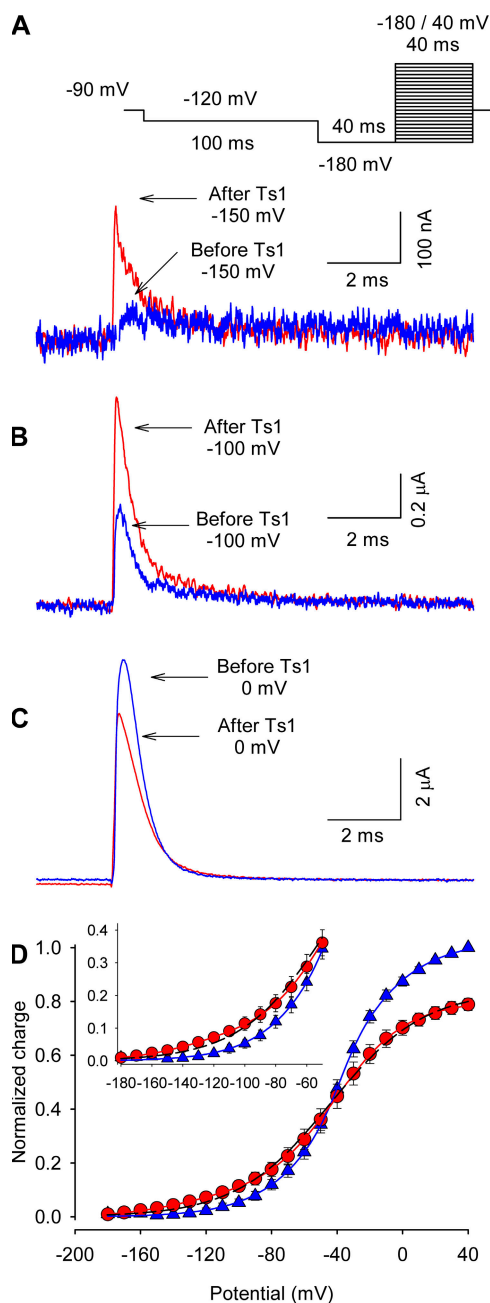 A
-180 / 40 mV
40 ms
-90 mV
-120 mV
100 ms
40 ms
-180 mV
After Ts1
-150 mV
Before Ts1
-150 mV
100 nA
2 ms
B
After Ts1
-100 mV
Before Ts1
-100 mV
0.2 µA
2 ms
C
Before Ts1
0 mV
After Ts1
0 mV
2 µA
2 ms
D
Normalized charge
1.0
0.8
0.6
0.4
0.2
0.0
0.4
0.3
0.2
0.1
0.0
-180 -160 -140 -120 -100 -80 -60
-200 -160 -120 -80 -40 0 40
Potential (mV)